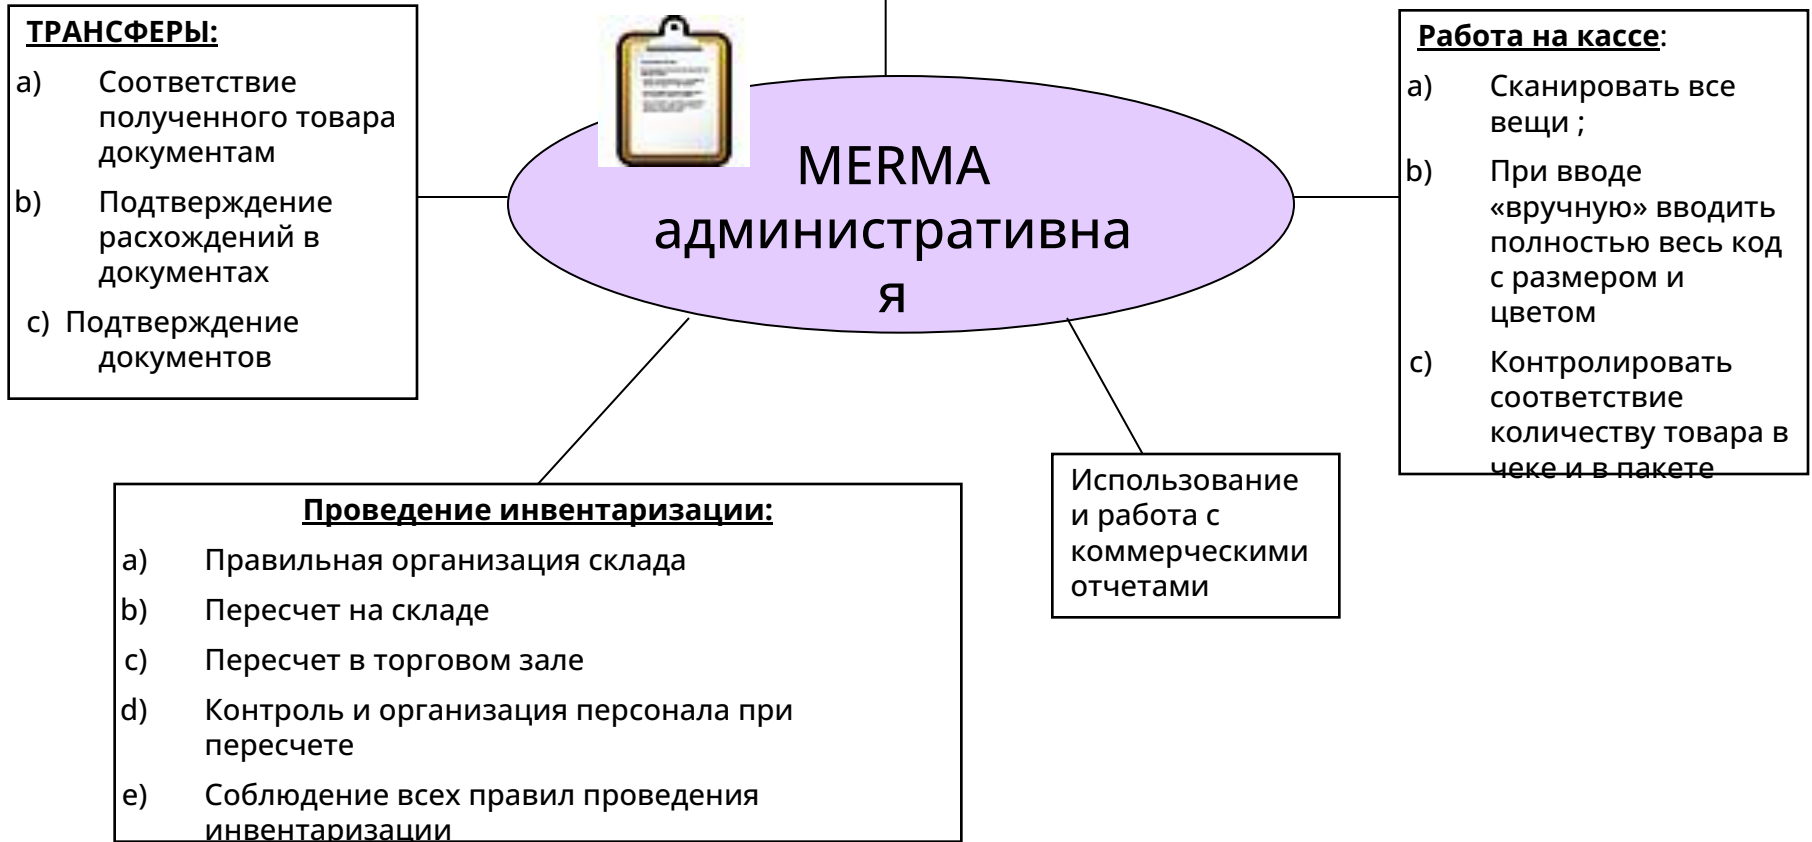 ТРАНСФЕРЫ:
a) Соответствие
полученного товара
документам
b) Подтверждение
расхождений в
документах
c) Подтверждение
документов
MERMA
административна
я
Работа на кассе:
a) Сканировать все
вещи ;
b) При вводе
«вручную» вводить
полностью весь код
с размером и
цветом
c) Контролировать
соответствие
количеству товара в
чеке и в пакете
Проведение инвентаризации:
a) Правильная организация склада
b) Пересчет на складе
c) Пересчет в торговом зале
d) Контроль и организация персонала при
пересчете
e) Соблюдение всех правил проведения
инвентаризации
Использование
и работа с
коммерческими
отчетами